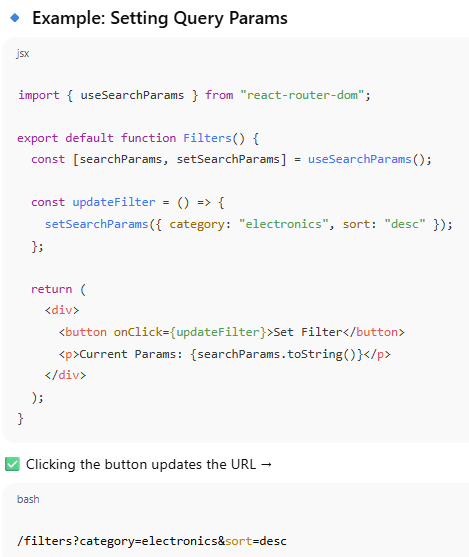 🔹 Example: Setting Query Params
jsx
import { useSearchParams } from "react-router-dom";
export default function Filters() {
  const [searchParams, setSearchParams] = useSearchParams();
  const updateFilter = () => {
    setSearchParams({ category: "electronics", sort: "desc" });
  };
  return (
    <div>
      <button onClick={updateFilter}>Set Filter</button>
      <p>Current Params: {searchParams.toString()}</p>
    </div>
  );
}
✅ Clicking the button updates the URL →
bash
/filters?category=electronics&sort=desc